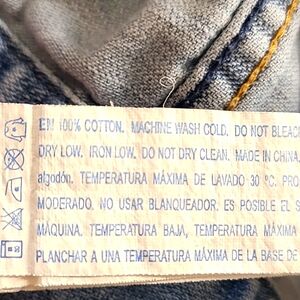 EN 100% COTTON. MACHINE WASH COLD. DO NOT BLEACH
DRY LOW. IRON LOW. DO NOT DRY CLEAN. MADE IN CHINA.
algodón. TEMPERATURA MÁXIMA DE LAVADO 30 °C. PRO
MODERADO. NO USAR BLANQUEADOR. ES POSIBLE EL S
MÁQUINA, TEMPERATURA BAJA, TEMPERATURA MÁXIMA
PLANCHAR A UNA TEMPERATURA MÁXIMA DE LA BASE DE